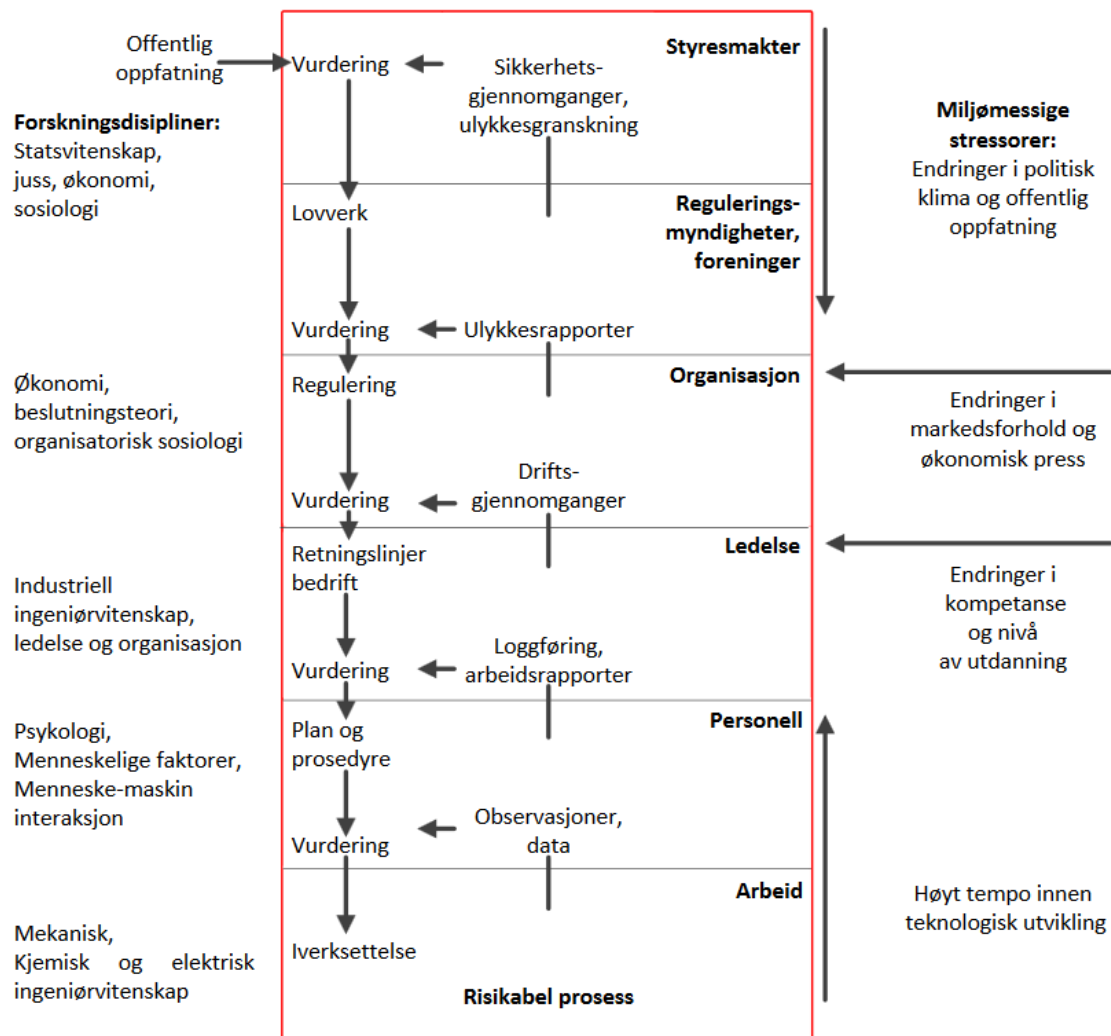 Offentlig
oppfatning
Forskningsdisipliner:
Statsvitenskap,
juss, økonomi,
sosiologi
Økonomi,
beslutningsteori,
organisatorisk sosiologi
Industriell
ingeniørvitenskap,
ledelse og organisasjon
Psykologi,
Menneskelige faktorer,
Menneske-maskin
interaksjon
Mekanisk,
Kjemisk og elektrisk
ingeniørvitenskap
Styresmakter
Vurdering
Sikkerhets-
gjennomganger,
ulykkesgranskning
Regulerings-
myndigheter,
foreninger
Lovverk
Vurdering
Ulykkesrapporter
Organisasjon
Regulering
Vurdering
Drifts-
gjennomganger
Ledelse
Retningslinjer
bedrift
Vurdering
Loggføring,
arbeidsrapporter
Personell
Plan og
prosedyre
Vurdering
Observasjoner,
data
Arbeid
Iverksettelse
Risikabel prosess
Miljømessige
stressorer:
Endringer i politisk
klima og offentlig
oppfatning
Endringer i
markedsforhold og
økonomisk press
Endringer i
kompetanse
og nivå
av utdanning
Høyt tempo innen
teknologisk utvikling